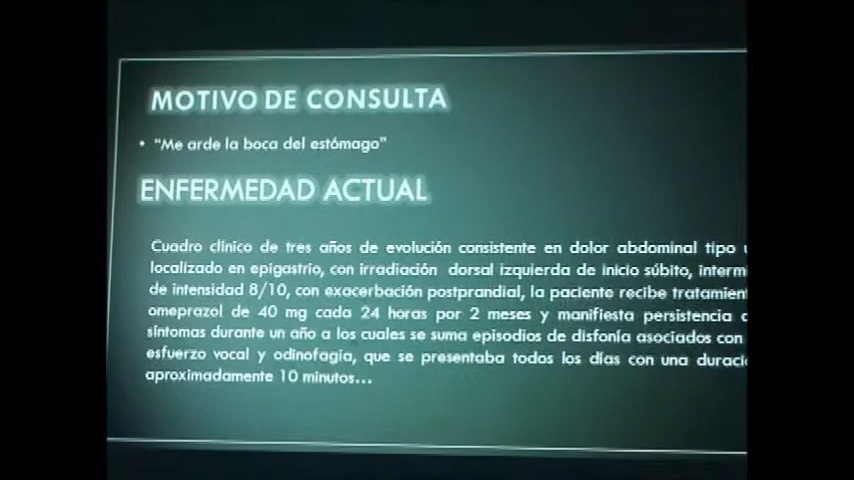 MOTIVO DE CONSULTA
• "Me arde la boca del estómago"
ENFERMEDAD ACTUAL
Cuadro clínico de tres años de evolución consistente en dolor abdominal tipo
localizado en epigastrio, con irradiación dorsal izquierda de inicio súbito,
de intensidad 8/10, con exacerbación postprandial, la paciente recibe
omeprazol de 40 mg cada 24 horas por 2 meses y manifiesta persistencia
síntomas durante un año a los cuales se suma episodios de disfonía asociados con
esfuerzo vocal y odinofagia, que se presentaba todos los días con una
aproximadamente 10 minutos...